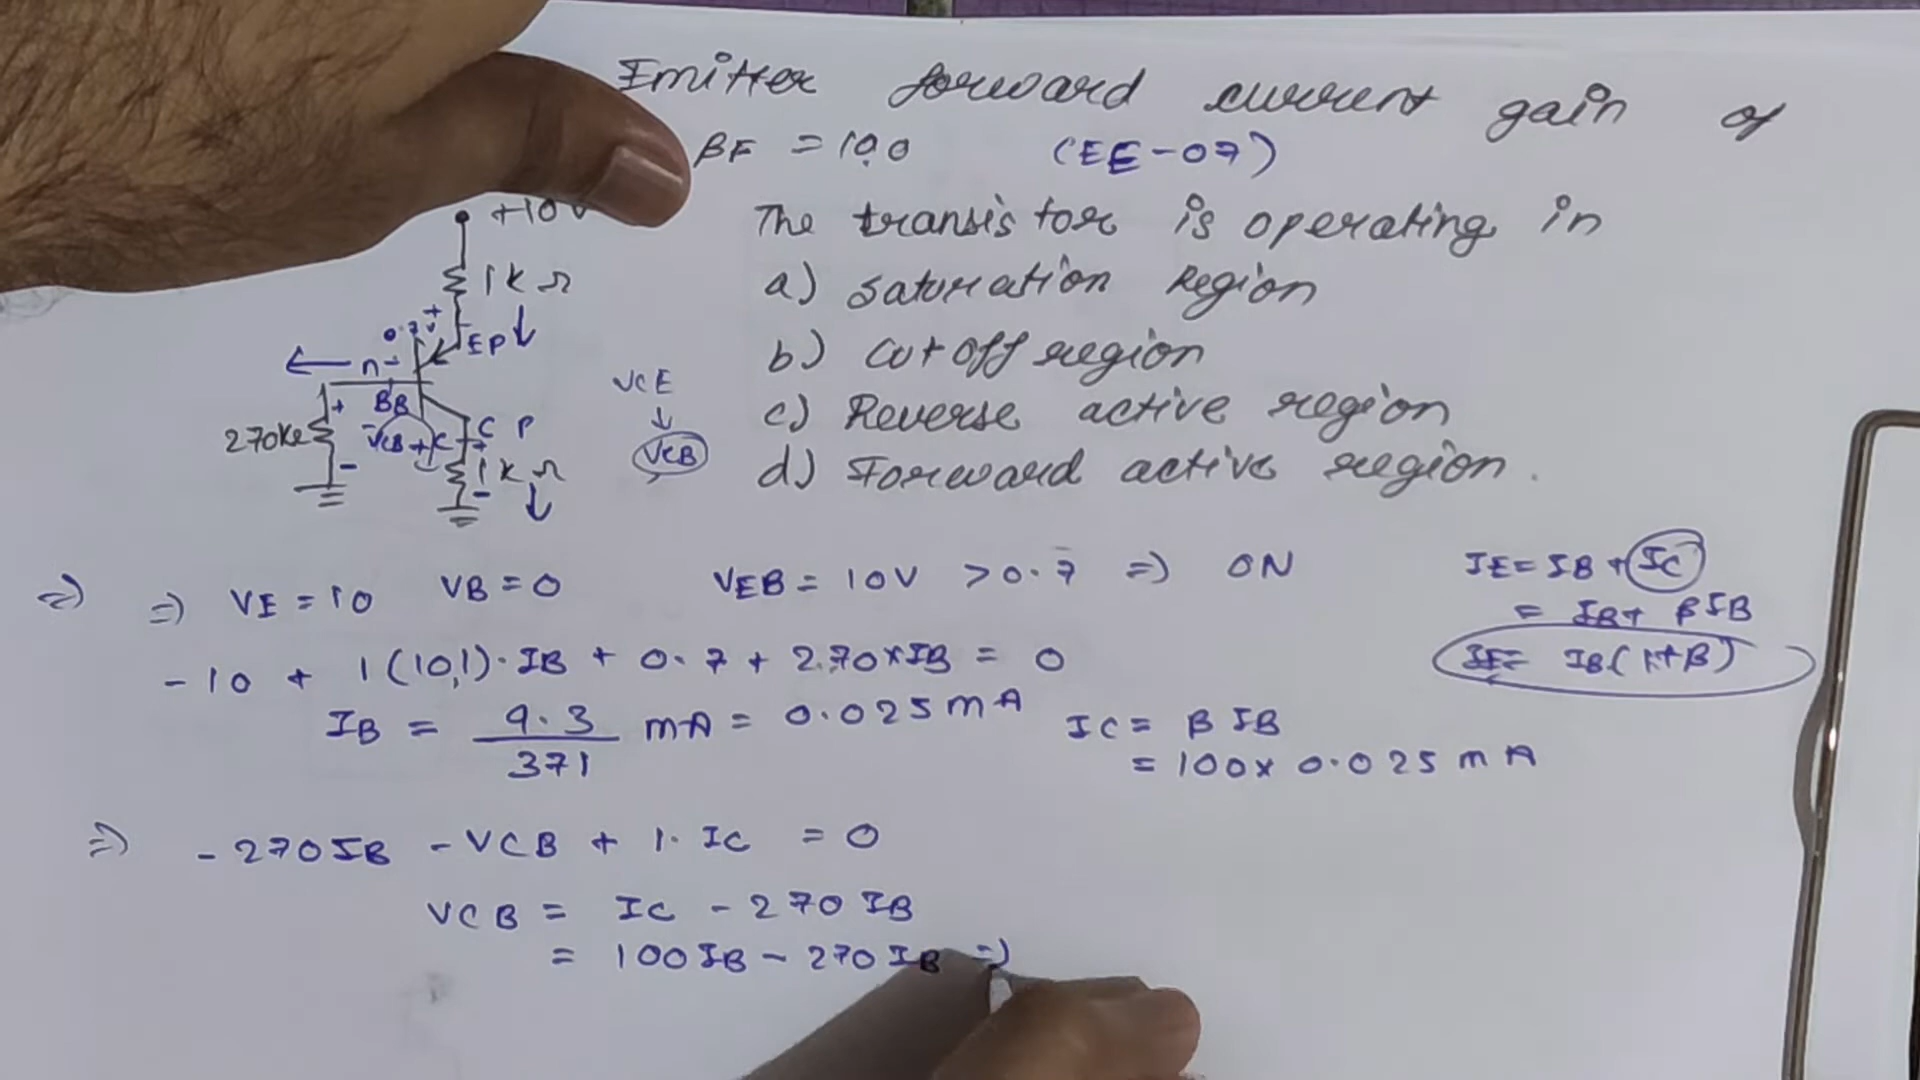 Emitter forward current gain of
βF = 100 (EE-07)
+10V
The transistor is operating in
1kΩ
a) saturation Region
0.7V + EP
n-
b) cut off region
VCE
+ BB
C P
c) Reverse active region
270kΩ
- VCB + C +
VCB
1kΩ
d) Forward active region.
⇒ ⇒ VE = 10 VB = 0 VEB = 10V > 0.7 ⇒ ON
IE = IB + IC
= IB + βIB
IE = IB(1+β)
-10 + 1(101)·IB + 0.7 + 270×IB = 0
IB = 9.3/371 mA = 0.025mA
IC = βIB
= 100× 0.025 mA
⇒ -270IB - VCB + 1·IC = 0
VCB = IC - 270IB
= 100IB - 270IB ⇒